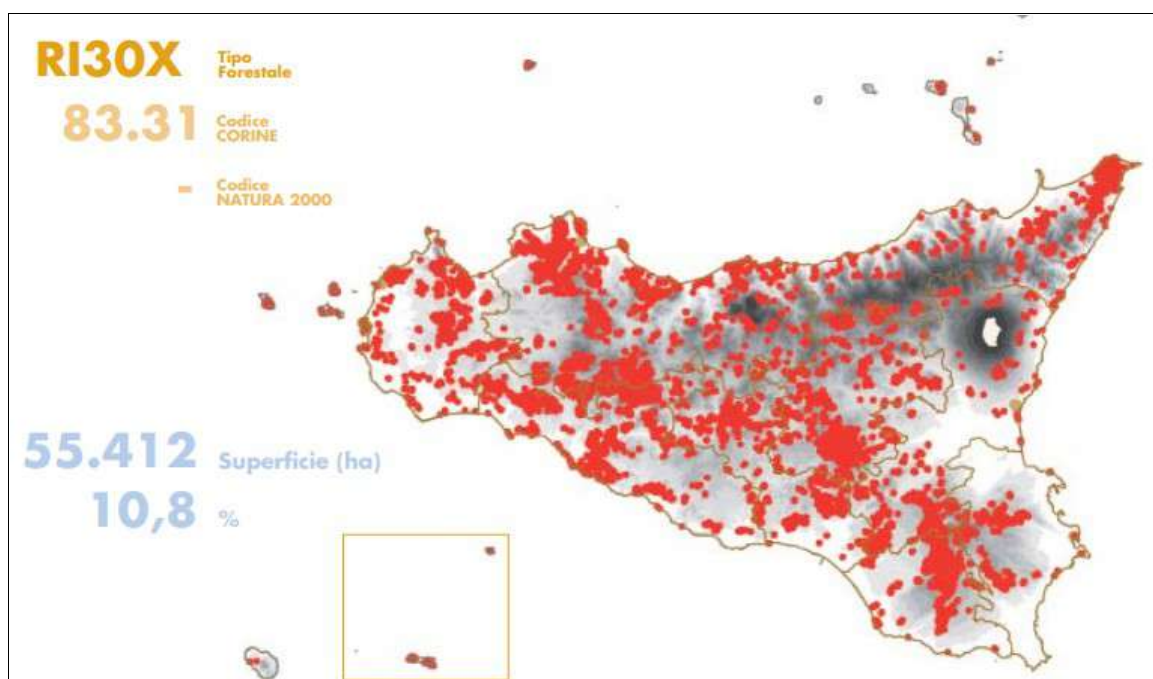 RI30X Tipo
Forestale
83.31 Codice
CORINE
- Codice
NATURA 2000
55.412 Superficie (ha)
10,8 %